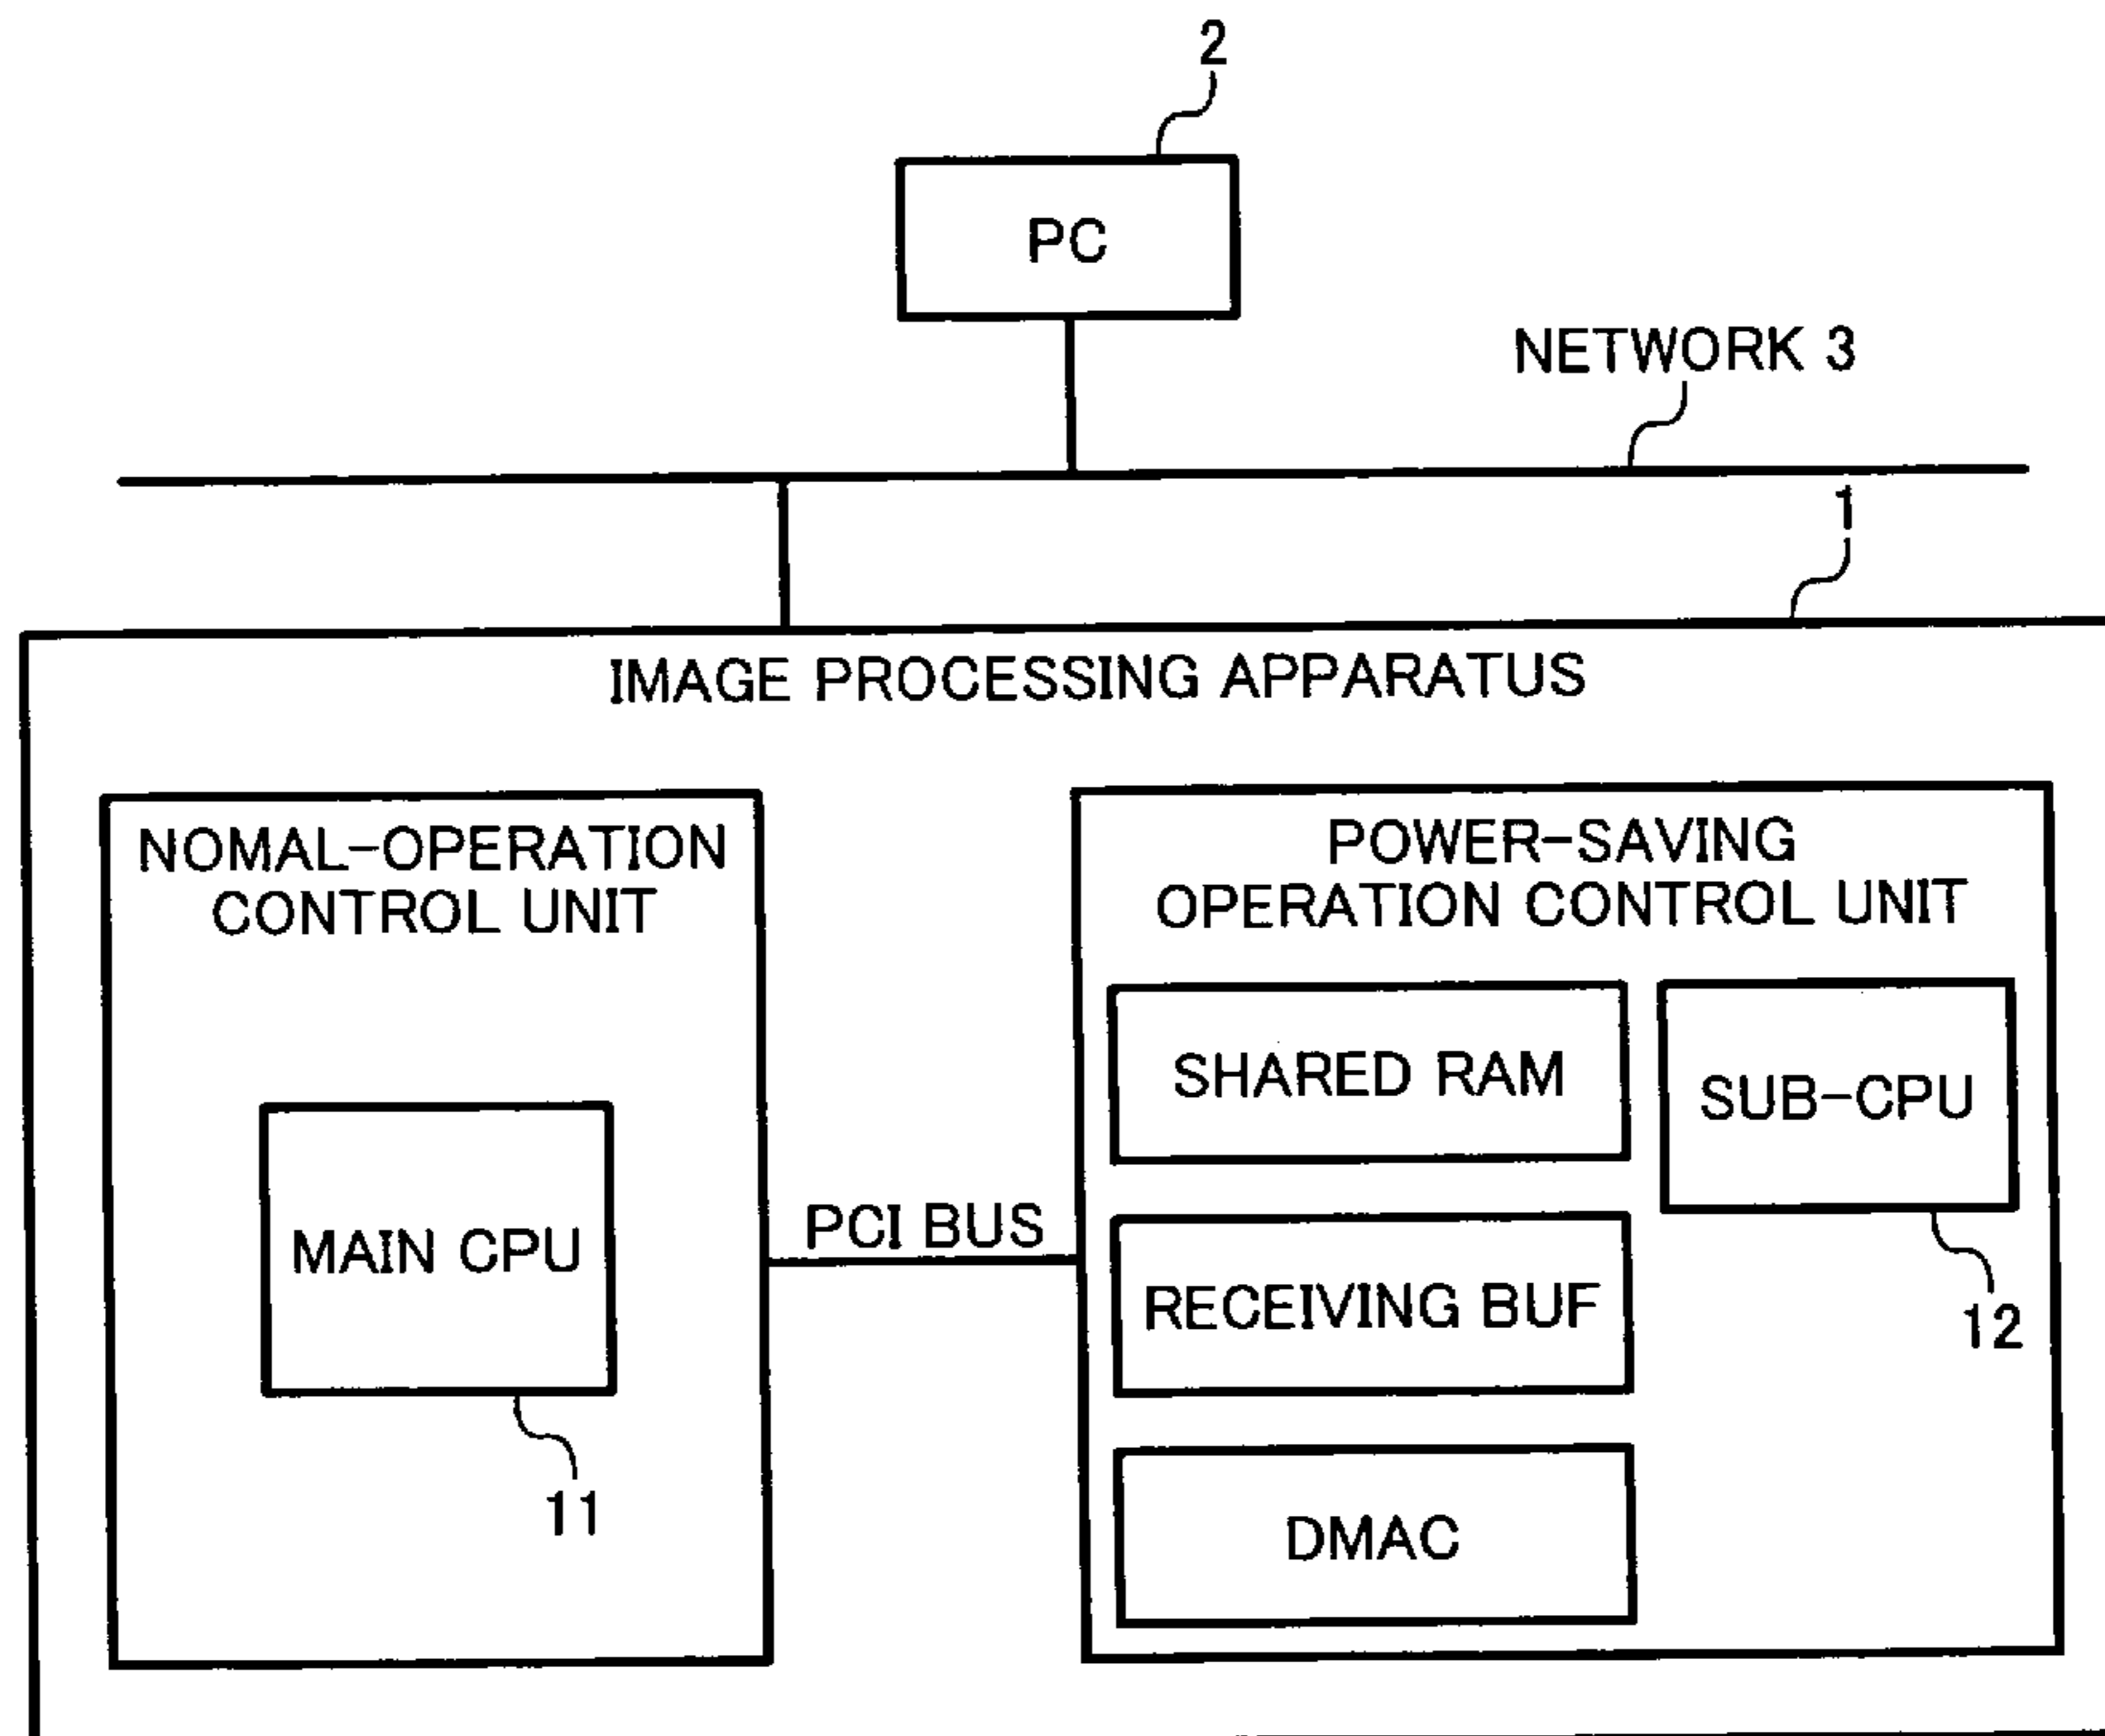 2
PC
NETWORK 3
1
IMAGE PROCESSING APPARATUS
NOMAL-OPERATION
CONTROL UNIT
MAIN CPU
11
PCI BUS
POWER-SAVING
OPERATION CONTROL UNIT
SHARED RAM
SUB-CPU
12
RECEIVING BUF
DMAC